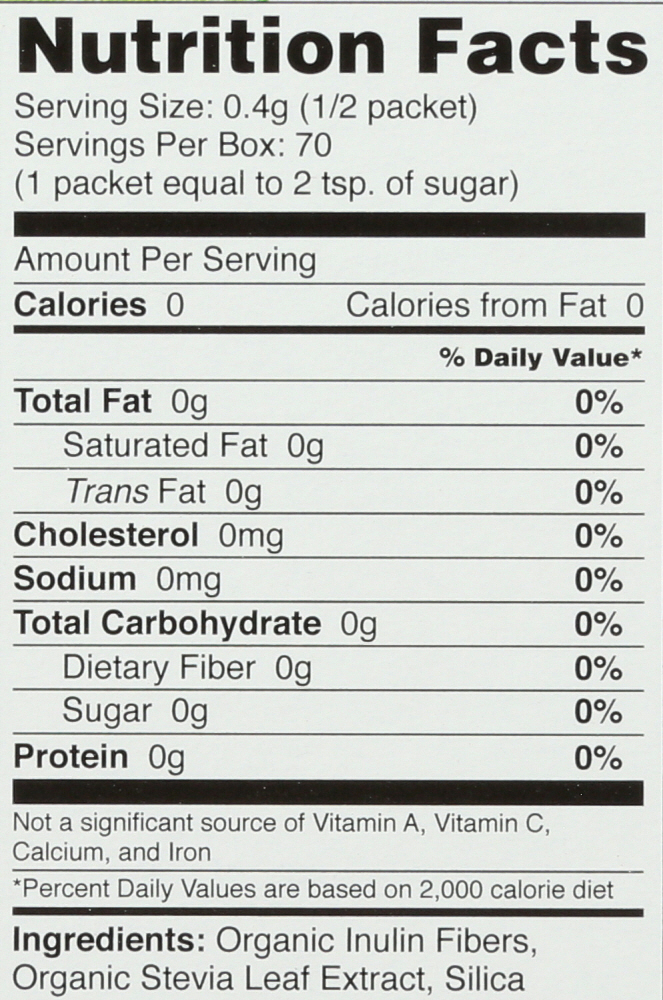 Nutrition Facts
Serving Size: 0.4g (1/2 packet)
Servings Per Box: 70
(1 packet equal to 2 tsp. of sugar)
Amount Per Serving
Calories 0 Calories from Fat 0
% Daily Value*
Total Fat 0g 0%
Saturated Fat 0g 0%
Trans Fat 0g 0%
Cholesterol 0mg 0%
Sodium 0mg 0%
Total Carbohydrate 0g 0%
Dietary Fiber 0g 0%
Sugar 0g 0%
Protein 0g 0%
Not a significant source of Vitamin A, Vitamin C,
Calcium, and Iron
*Percent Daily Values are based on 2,000 calorie diet
Ingredients: Organic Inulin Fibers,
Organic Stevia Leaf Extract, Silica